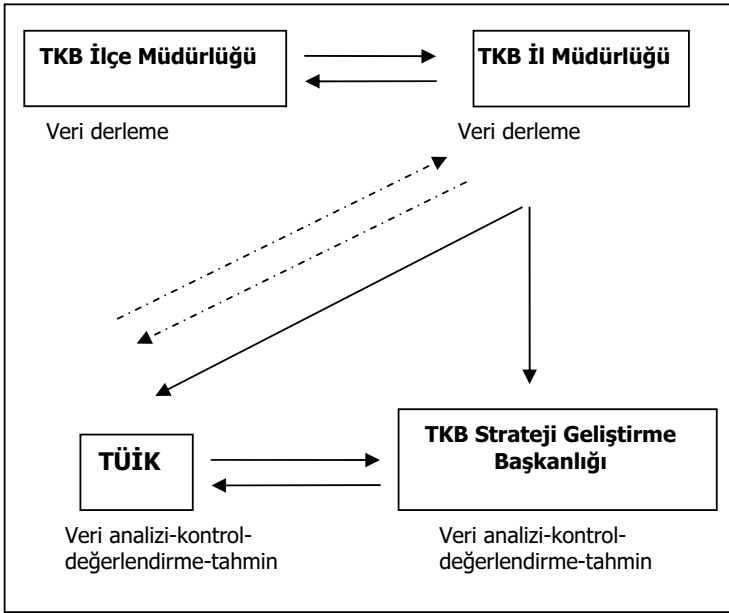 TKB İlçe Müdürlüğü
TKB İl Müdürlüğü
Veri derleme
Veri derleme
TÜİK
TKB Strateji Geliştirme
Başkanlığı
Veri analizi-kontrol-
değerlendirme-tahmin
Veri analizi-kontrol-
değerlendirme-tahmin